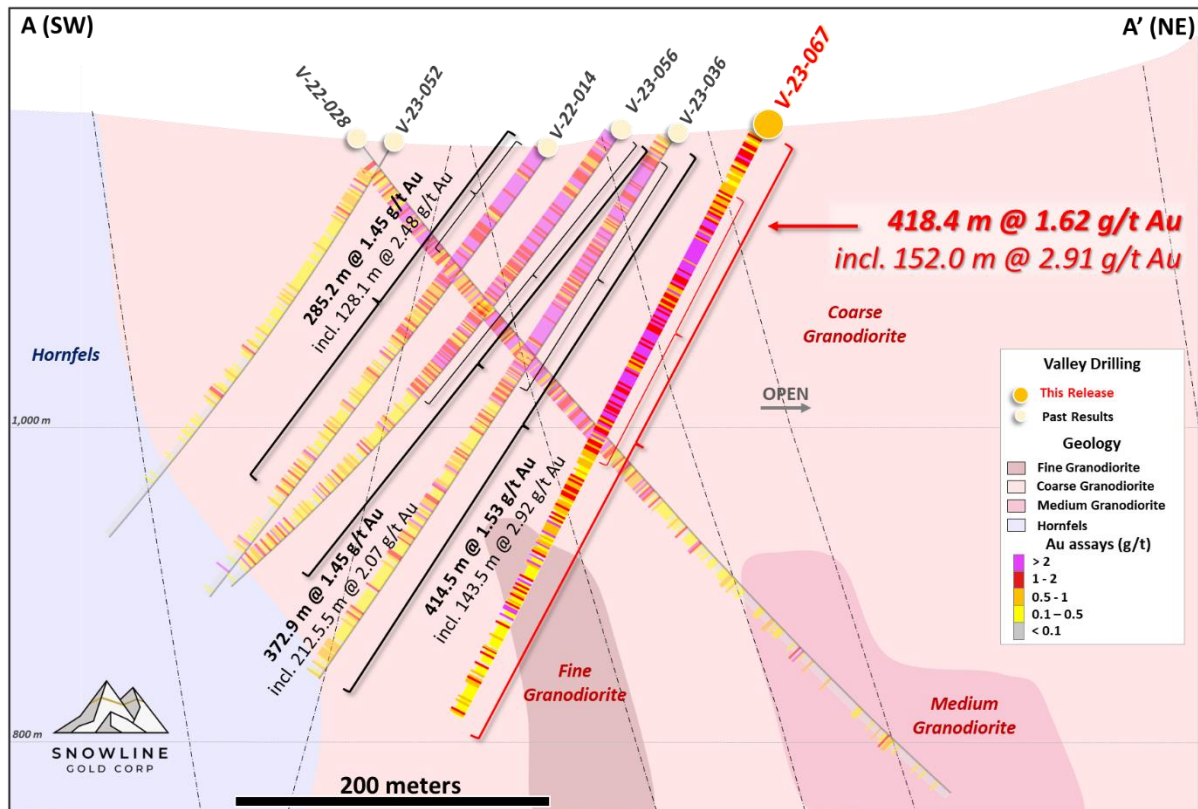 A (SW)
A' (NE)
V-22-028
V-23-052
V-22-014
V-23-056
V-23-036
V-23-067
285.2 m @ 1.45 g/t Au
incl. 128.1 m @ 2.48 g/t Au
418.4 m @ 1.62 g/t Au
incl. 152.0 m @ 2.91 g/t Au
Hornfels
Coarse
Granodiorite
OPEN
1,000 m
372.9 m @ 1.45 g/t Au
incl. 212.5.5 m @ 2.07 g/t Au
414.5 m @ 1.53 g/t Au
incl. 143.5 m @ 2.92 g/t Au
Fine
Granodiorite
Medium
Granodiorite
800 m
Valley Drilling
This Release
Past Results
Geology
Fine Granodiorite
Coarse Granodiorite
Medium Granodiorite
Hornfels
Au assays (g/t)
> 2
1 - 2
0.5 - 1
0.1 – 0.5
< 0.1
SNOWLINE
GOLD CORP
200 meters